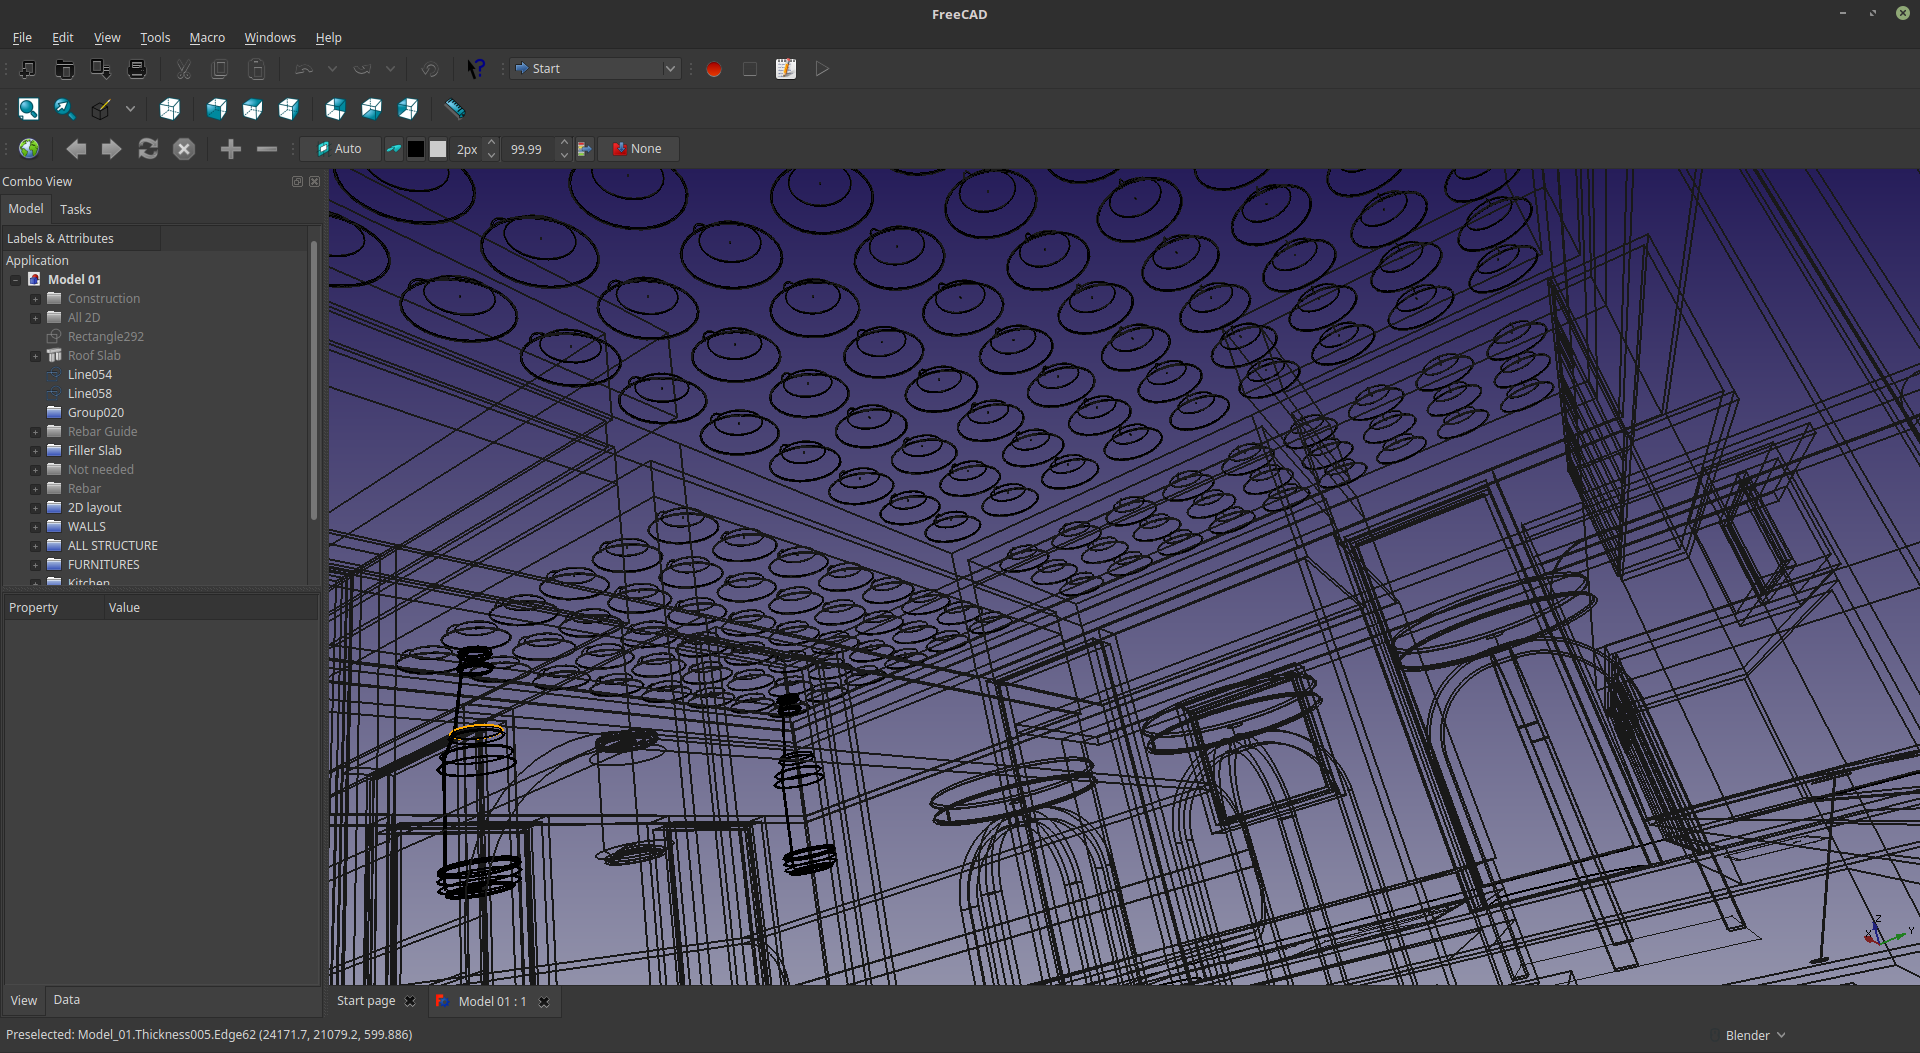 FreeCAD
File Edit View Tools Macro Windows Help
Start
Auto 2px 99.99 None
Combo View
Model Tasks
Labels & Attributes
Application
Model 01
Construction
All 2D
Rectangle292
Roof Slab
Line054
Line058
Group020
Rebar Guide
Filler Slab
Not needed
Rebar
2D layout
WALLS
ALL STRUCTURE
FURNITURES
Kitchen
Property Value
Z
X
Y
View Data
Start page Model 01 : 1
Preselected: Model_01.Thickness005.Edge62 (24171.7, 21079.2, 599.886)
Blender